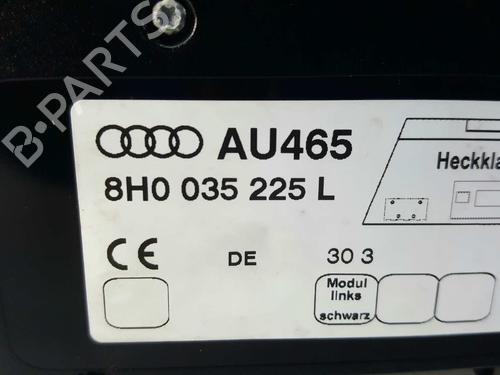 B-PARTS
AU465
8H0 035 225 L
Heckkla
CE
DE
30 3
Modul
links
schwarz